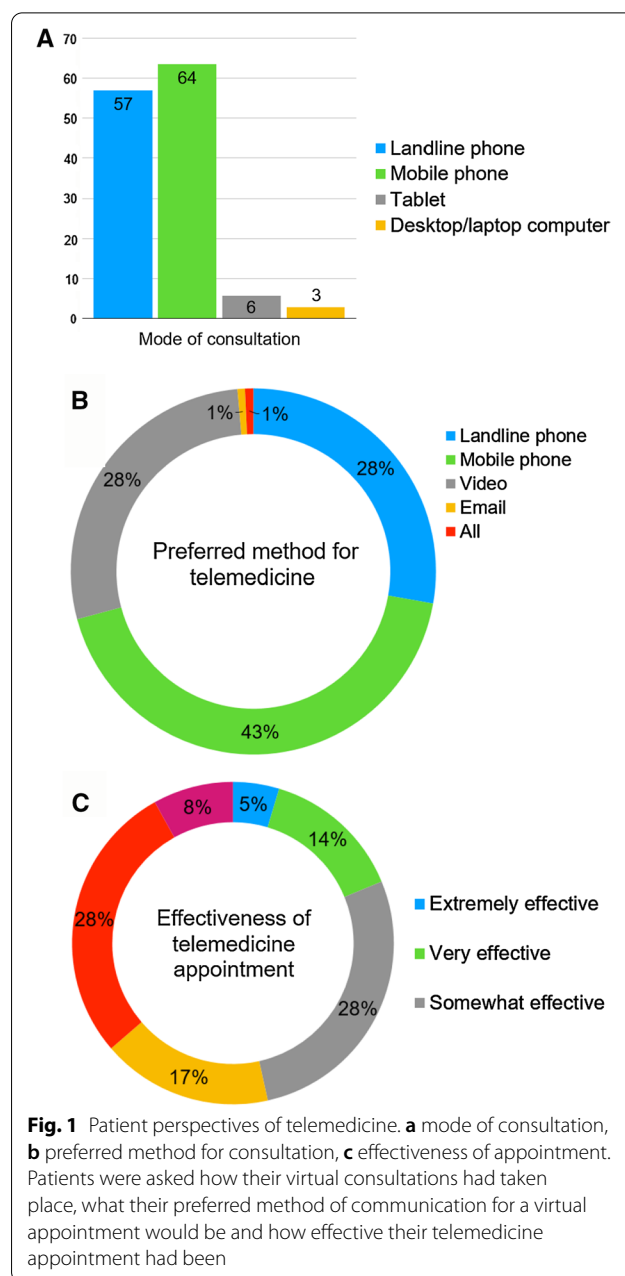 A
70
60
50
40
30
20
10
0
57
64
6
3
Mode of consultation
Landline phone
Mobile phone
Tablet
Desktop/laptop computer
B
1%
1%
28%
28%
43%
Preferred method for
telemedicine
Landline phone
Mobile phone
Video
Email
All
C
8%
5%
14%
28%
28%
17%
Effectiveness of
telemedicine
appointment
Extremely effective
Very effective
Somewhat effective
Fig. 1 Patient perspectives of telemedicine. a mode of consultation,
b preferred method for consultation, c effectiveness of appointment.
Patients were asked how their virtual consultations had taken
place, what their preferred method of communication for a virtual
appointment would be and how effective their telemedicine
appointment had been